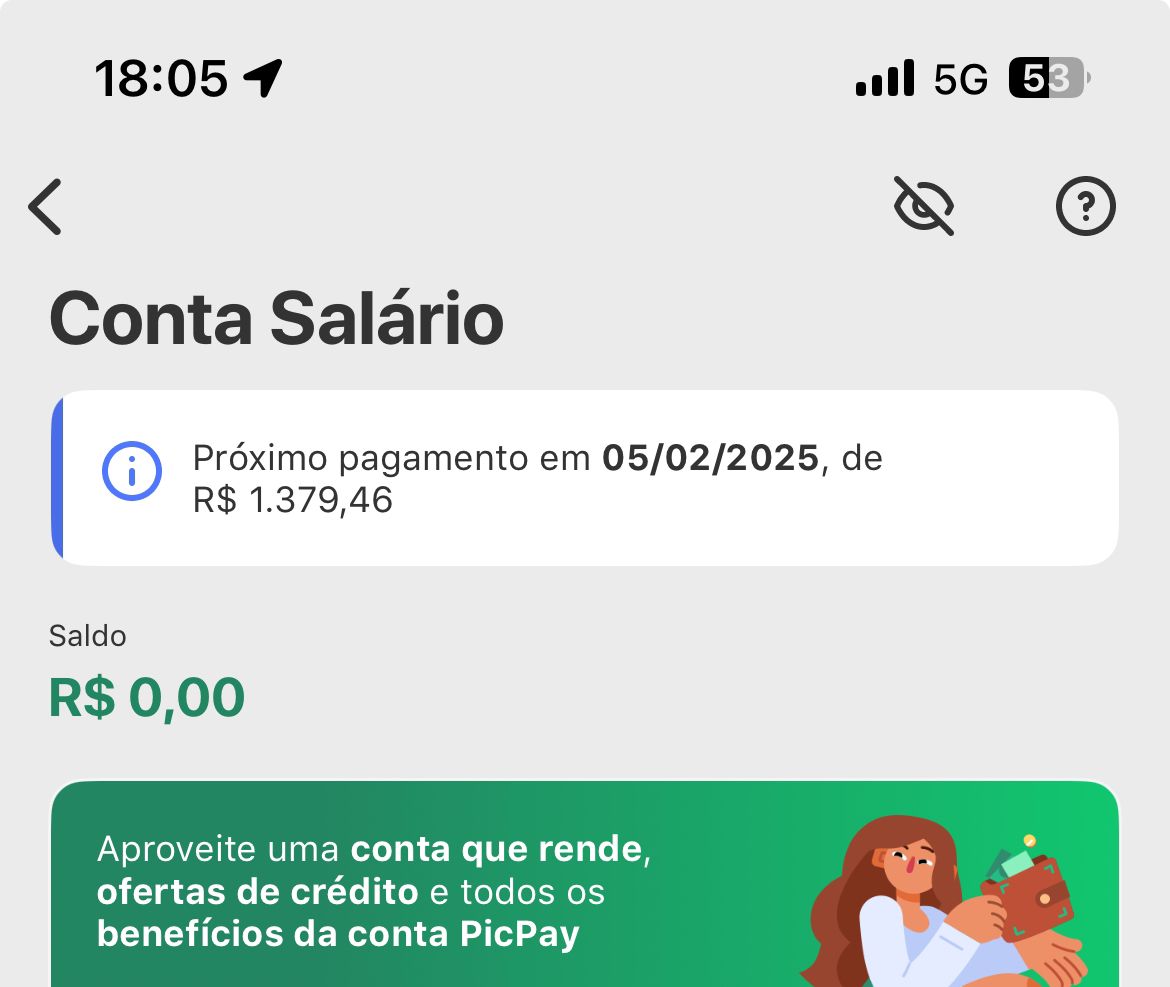 18:05
5G 53
Conta Salário
Próximo pagamento em 05/02/2025, de
R$ 1.379,46
Saldo
R$ 0,00
Aproveite uma conta que rende,
ofertas de crédito e todos os
benefícios da conta PicPay